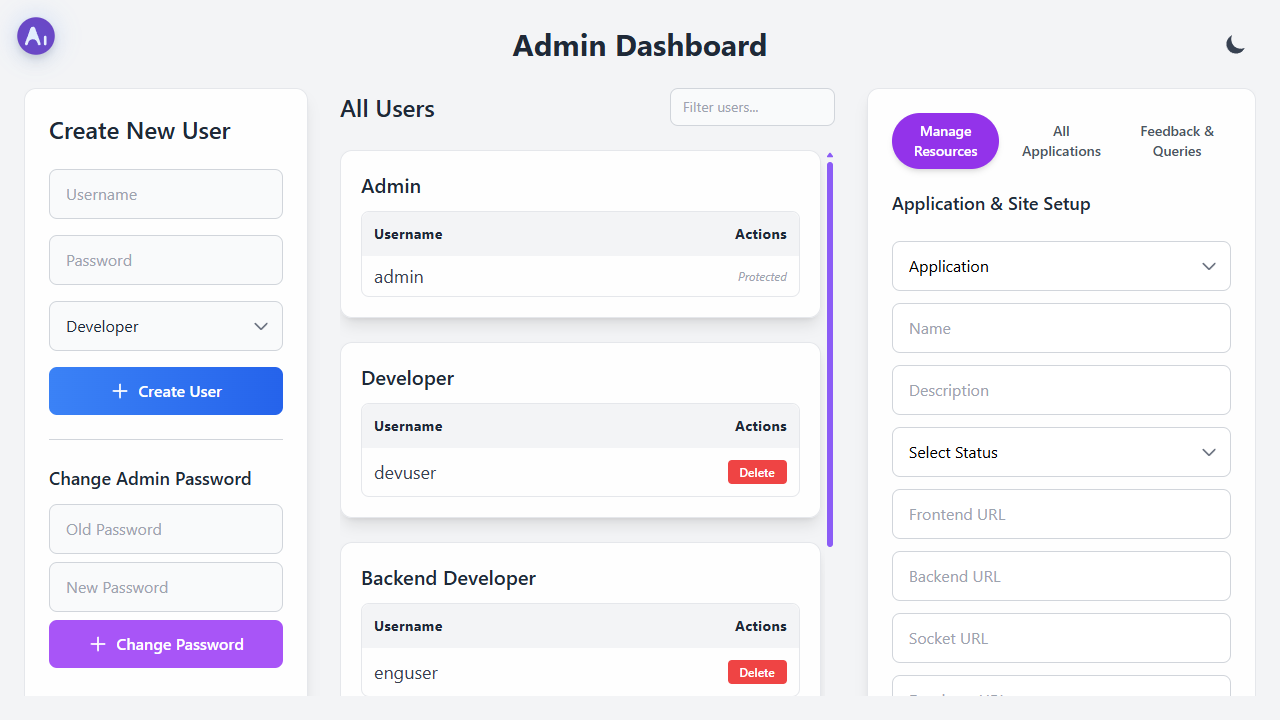 AI
Admin Dashboard
Create New User
Username
Password
Developer
Create User
Change Admin Password
Old Password
New Password
Change Password
All Users
Filter users...
Admin
Username Actions
admin Protected
Developer
Username Actions
devuser Delete
Backend Developer
Username Actions
enguser Delete
Manage
Resources
All
Applications
Feedback &
Queries
Application & Site Setup
Application
Name
Description
Select Status
Frontend URL
Backend URL
Socket URL